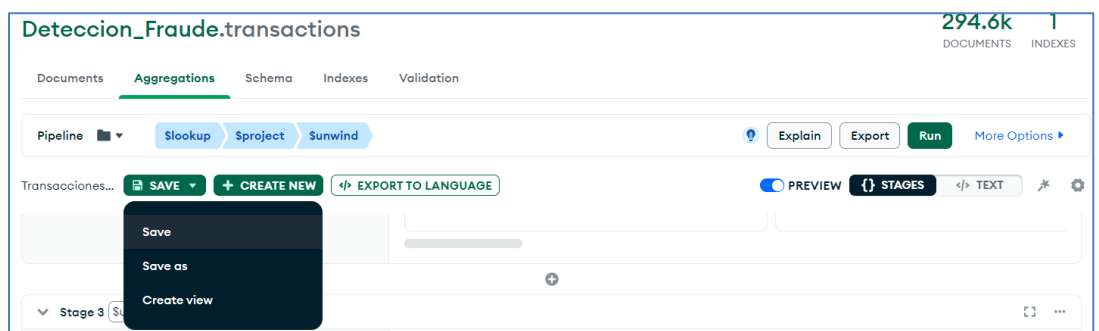 Deteccion_Fraude.transactions
294.6k 1
DOCUMENTS INDEXES
Documents Aggregations Schema Indexes Validation
Pipeline $lookup $project $unwind Explain Export Run More Options
Transacciones... SAVE + CREATE NEW </> EXPORT TO LANGUAGE PREVIEW {} STAGES </> TEXT
Save
Save as
Create view
Stage 3 ...